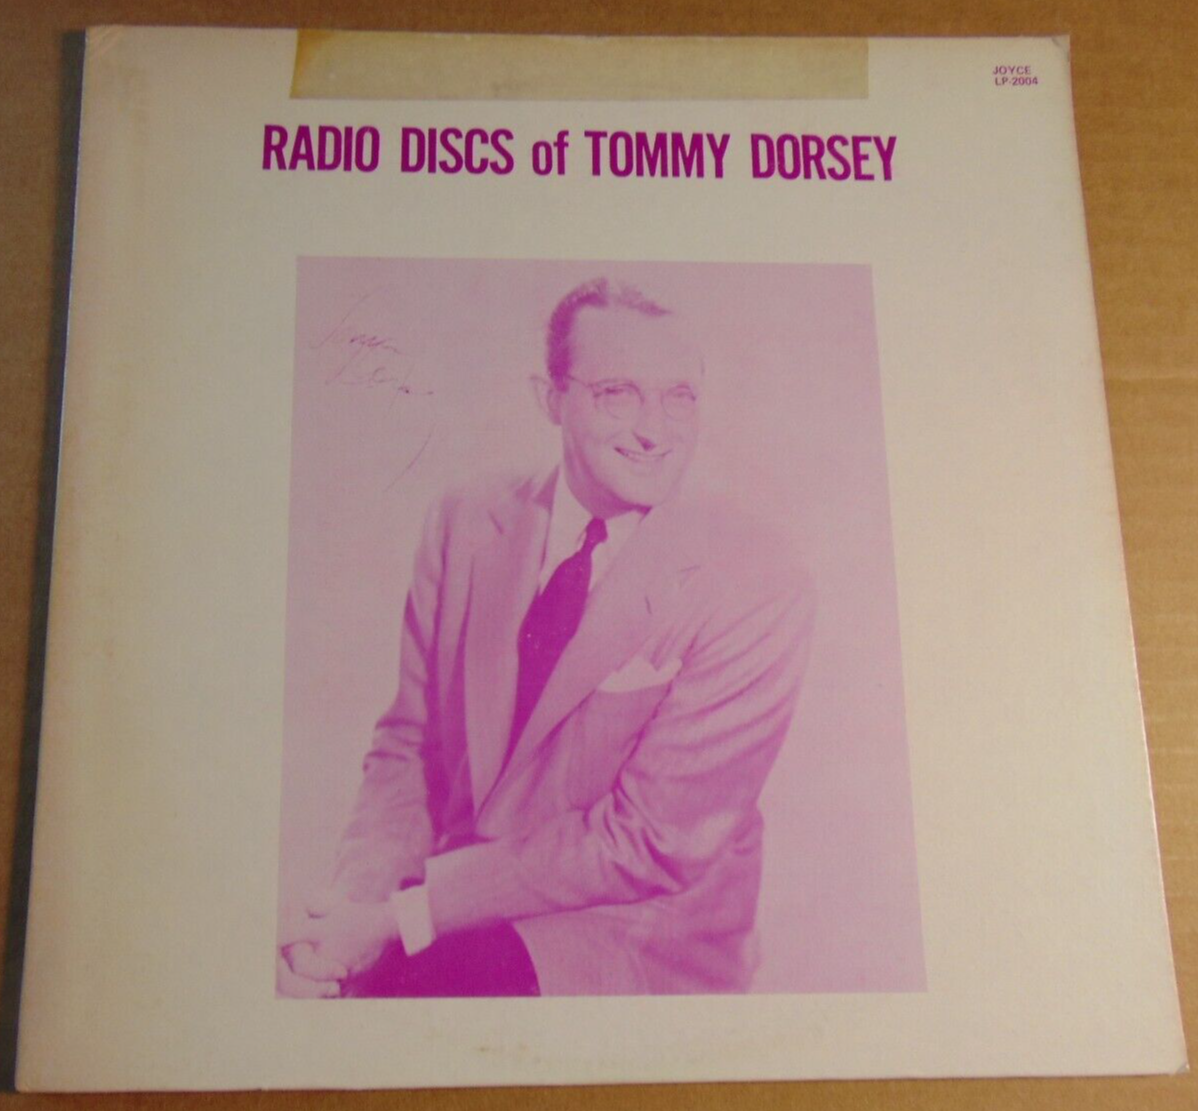 JOYCE
LP-2004
RADIO DISCS of TOMMY DORSEY